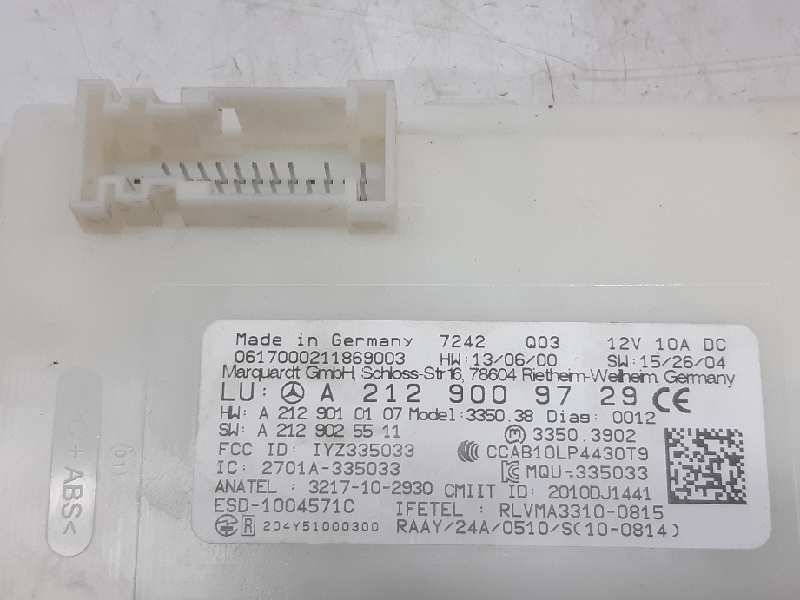 Made in Germany 7242 Q03 12V 10A DC
0617000211869003 HW: 13/06/00 SW: 15/26/04
Marquardt GmbH, Schloss-Str.16, 78604 Rietheim-Weilheim, Germany
LU: A 212 900 97 29 CE
HW: A 212 901 01 07 Model: 3350.38 Diag: 0012
SW: A 212 902 55 11 M 3350.3902
FCC ID: IYZ335033 CCAB10LP4430T9
IC: 2701A-335033 MQU-335033
ANATEL : 3217-10-2930 CMIIT ID: 2010DJ1441
ESD-1004571C IFETEL : RLVMA3310-0815
R 204Y51000300 RAAY/24A/0510/S(10-0814)
+ ABS<